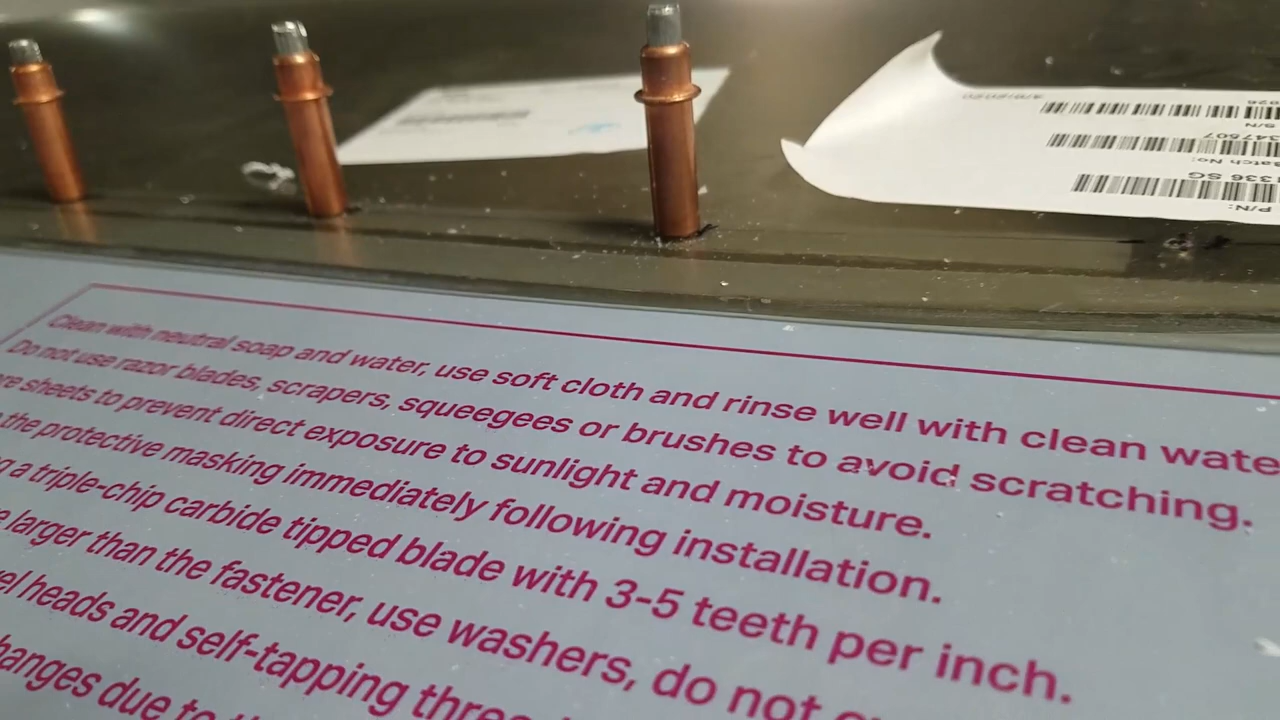 Clean with neutral soap and water, use soft cloth and rinse well with clean wate
Do not use razor blades, scrapers, squeegees or brushes to avoid scratching.
re sheets to prevent direct exposure to sunlight and moisture.
the protective masking immediately following installation.
g a triple-chip carbide tipped blade with 3-5 teeth per inch.
e larger than the fastener, use washers, do not
el heads and self-tapping thre
hanges due to
P/N:
336 SG
Batch No:
347507
S/N